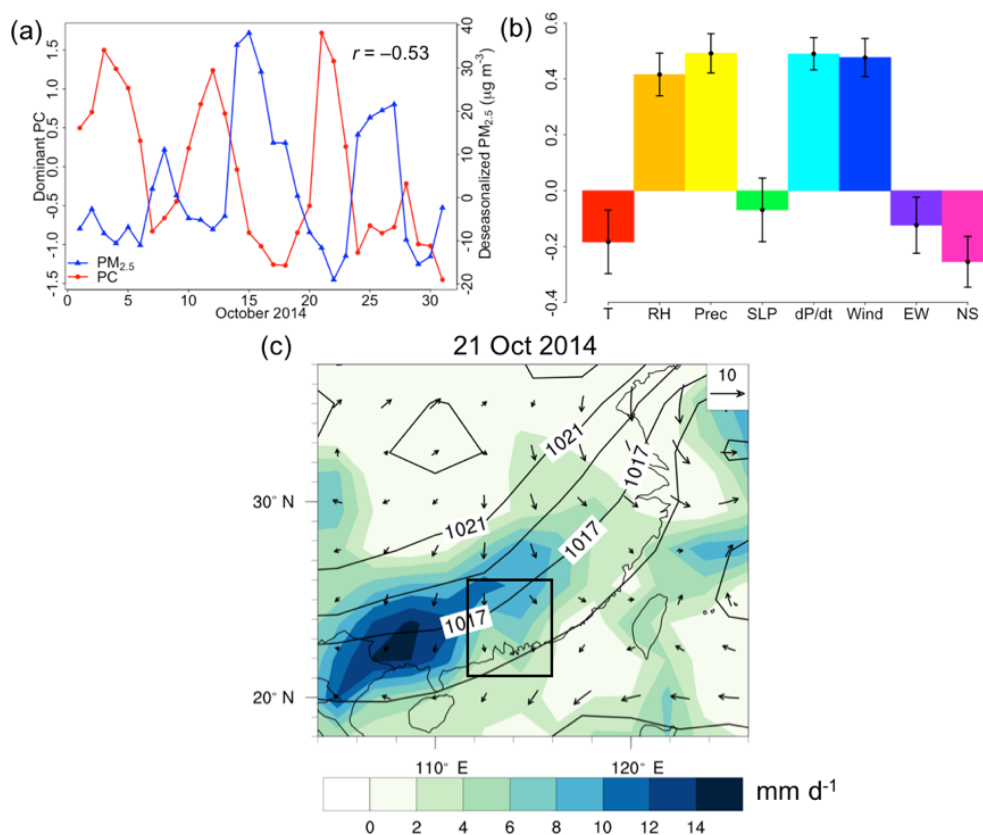 (a)
r = –0.53
Dominant PC
1.5
1.0
0.5
0.0
-0.5
-1.0
-1.5
40
30
20
10
0
-10
-20
Deseasonalized PM2.5 (μg m-3)
PM2.5
PC
0 5 10 15 20 25 30
October 2014
(b)
0.6
0.4
0.2
0.0
-0.2
-0.4
T RH Prec SLP dP/dt Wind EW NS
(c)
21 Oct 2014
10
1021
1017
30° N
1021
1017
1017
20° N
110° E 120° E
0 2 4 6 8 10 12 14
mm d-1